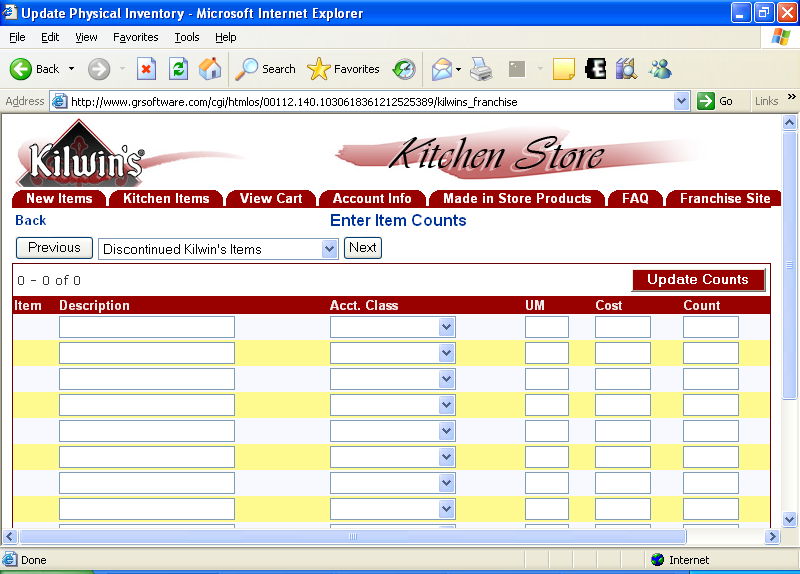 Update Physical Inventory - Microsoft Internet Explorer
File Edit View Favorites Tools Help
Back Search Favorites
Address http://www.grsoftware.com/cgi/htmlos/00112.140.1030618361212525389/kilwins_franchise Go Links »
Kilwin's® Kitchen Store
New Items Kitchen Items View Cart Account Info Made in Store Products FAQ Franchise Site
Back Enter Item Counts
Previous Discontinued Kilwin's Items Next
0 - 0 of 0 Update Counts
Item Description Acct. Class UM Cost Count
Done Internet